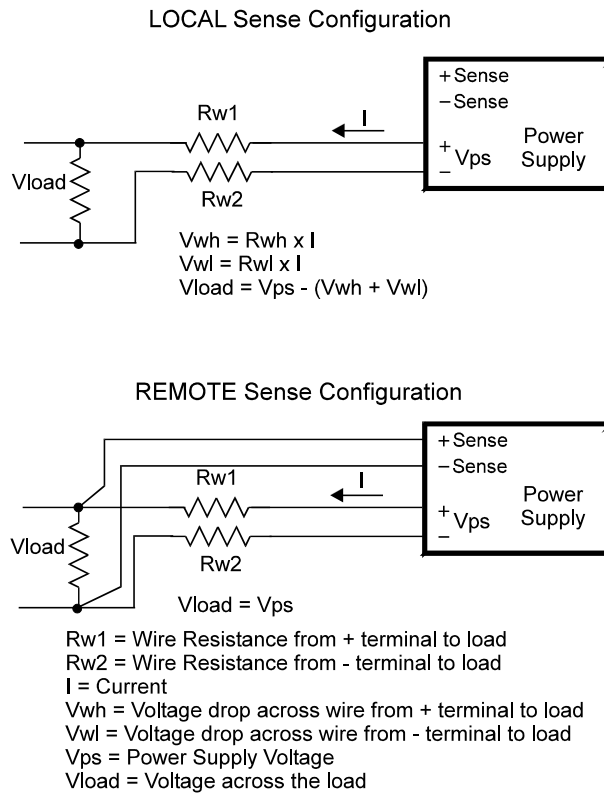 LOCAL Sense Configuration
+ Sense
− Sense
I
Rw1
+
Vps
−
Power
Supply
Vload
Rw2
Vwh = Rwh x I
Vwl = Rwl x I
Vload = Vps - (Vwh + Vwl)
REMOTE Sense Configuration
+ Sense
− Sense
I
Rw1
+
Vps
−
Power
Supply
Vload
Rw2
Vload = Vps
Rw1 = Wire Resistance from + terminal to load
Rw2 = Wire Resistance from - terminal to load
I = Current
Vwh = Voltage drop across wire from + terminal to load
Vwl = Voltage drop across wire from - terminal to load
Vps = Power Supply Voltage
Vload = Voltage across the load